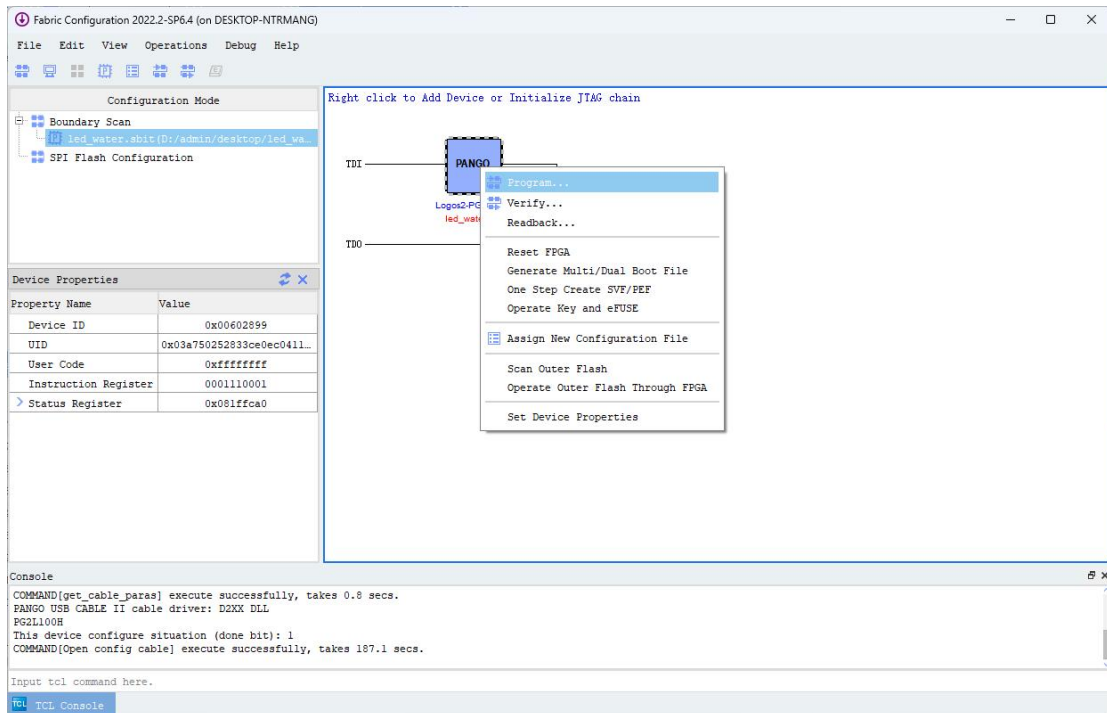 Fabric Configuration 2022.2-SP6.4 (on DESKTOP-NTRMANG)
File Edit View Operations Debug Help
Configuration Mode
Boundary Scan
led_water.sbit(D:/admin/desktop/led_wa...
SPI Flash Configuration
Right click to Add Device or Initialize JTAG chain
TDI
PANGO
Logos2-PG
led_wat
TDO
Program...
Verify...
Readback...
Reset FPGA
Generate Multi/Dual Boot File
One Step Create SVF/PEF
Operate Key and eFUSE
Assign New Configuration File
Scan Outer Flash
Operate Outer Flash Through FPGA
Set Device Properties
Device Properties
Property Name Value
Device ID 0x00602899
UID 0x03a750252833ce0ec0411...
User Code 0xffffffff
Instruction Register 0001110001
Status Register 0x081ffca0
Console
COMMAND[get_cable_paras] execute successfully, takes 0.8 secs.
PANGO USB CABLE II cable driver: D2XX DLL
PG2L100H
This device configure situation (done bit): 1
COMMAND[Open config cable] execute successfully, takes 187.1 secs.
Input tcl command here.
TCL TCL Console